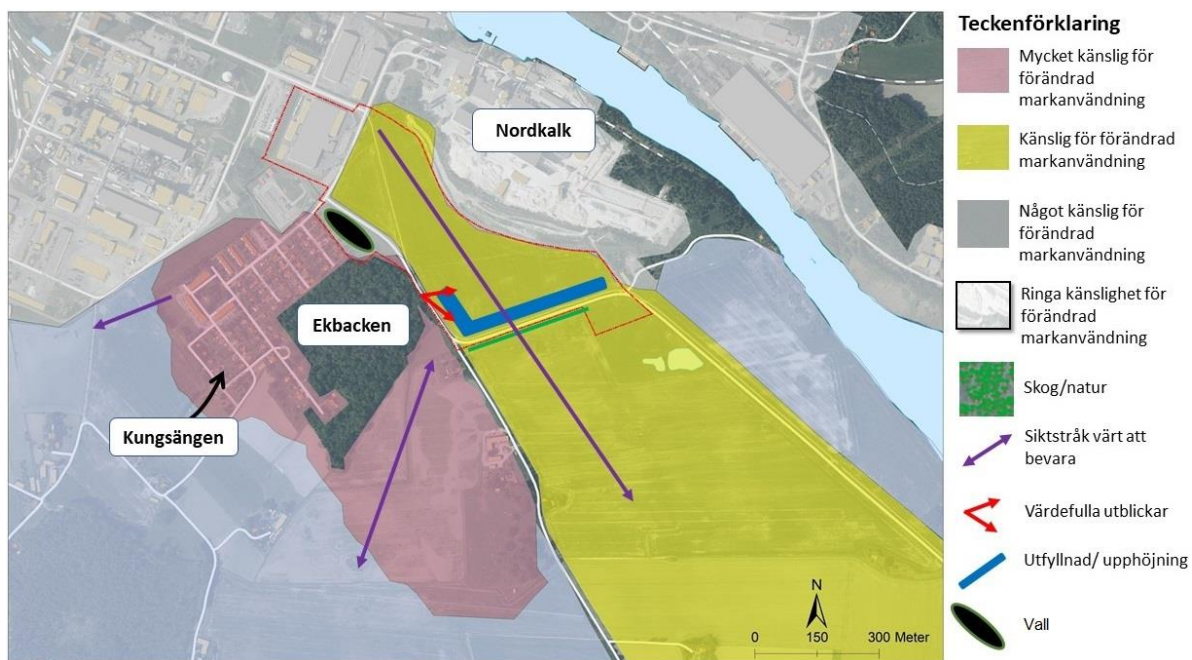 Nordkalk
Ekbacken
Kungsängen
N
0 150 300 Meter
Teckenförklaring
Mycket känslig för
förändrad
markanvändning
Känslig för förändrad
markanvändning
Något känslig för
förändrad
markanvändning
Ringa känslighet för
förändrad
markanvändning
Skog/natur
Siktstråk värt att
bevara
Värdefulla utblickar
Utfyllnad/ upphöjning
Vall